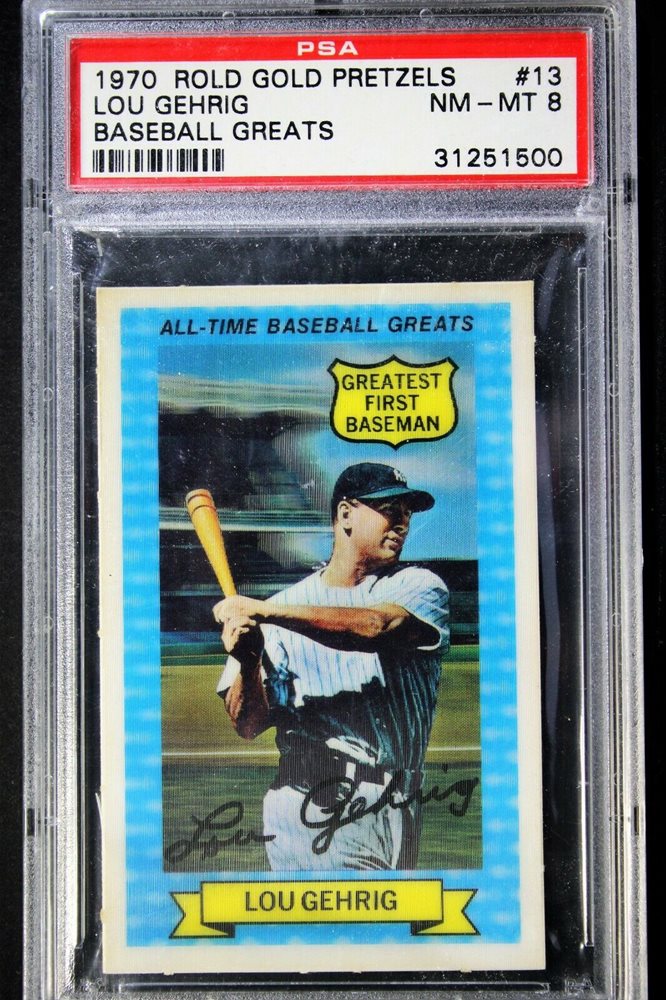 PSA
1970 ROLD GOLD PRETZELS #13
LOU GEHRIG NM - MT 8
BASEBALL GREATS
31251500
ALL-TIME BASEBALL GREATS
GREATEST
FIRST
BASEMAN
Lou Gehrig
LOU GEHRIG